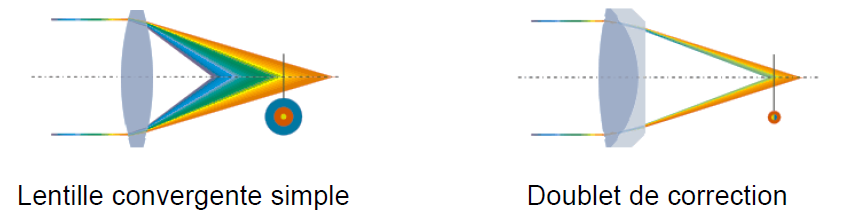 Lentille convergente simple
Doublet de correction